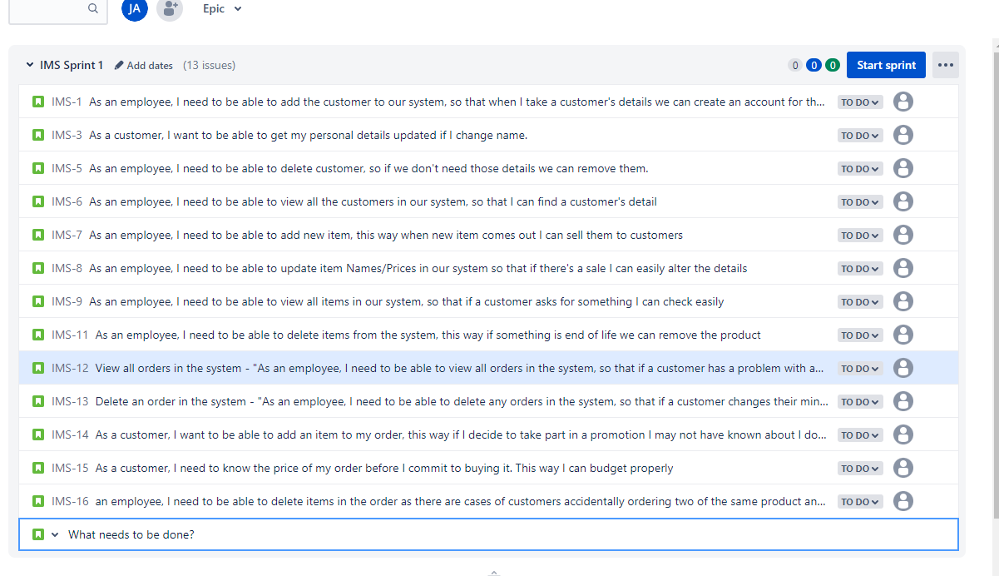 JA Epic
IMS Sprint 1 Add dates (13 issues) 0 0 0 Start sprint
IMS-1 As an employee, I need to be able to add the customer to our system, so that when I take a customer's details we can create an account for th... TO DO
IMS-3 As a customer, I want to be able to get my personal details updated if I change name. TO DO
IMS-5 As an employee, I need to be able to delete customer, so if we don't need those details we can remove them. TO DO
IMS-6 As an employee, I need to be able to view all the customers in our system, so that I can find a customer's detail TO DO
IMS-7 As an employee, I need to be able to add new item, this way when new item comes out I can sell them to customers TO DO
IMS-8 As an employee, I need to be able to update item Names/Prices in our system so that if there's a sale I can easily alter the details TO DO
IMS-9 As an employee, I need to be able to view all items in our system, so that if a customer asks for something I can check easily TO DO
IMS-11 As an employee, I need to be able to delete items from the system, this way if something is end of life we can remove the product TO DO
IMS-12 View all orders in the system - "As an employee, I need to be able to view all orders in the system, so that if a customer has a problem with a... TO DO
IMS-13 Delete an order in the system - "As an employee, I need to be able to delete any orders in the system, so that if a customer changes their min... TO DO
IMS-14 As a customer, I want to be able to add an item to my order, this way if I decide to take part in a promotion I may not have known about I do... TO DO
IMS-15 As a customer, I need to know the price of my order before I commit to buying it. This way I can budget properly TO DO
IMS-16 an employee, I need to be able to delete items in the order as there are cases of customers accidentally ordering two of the same product an... TO DO
What needs to be done?